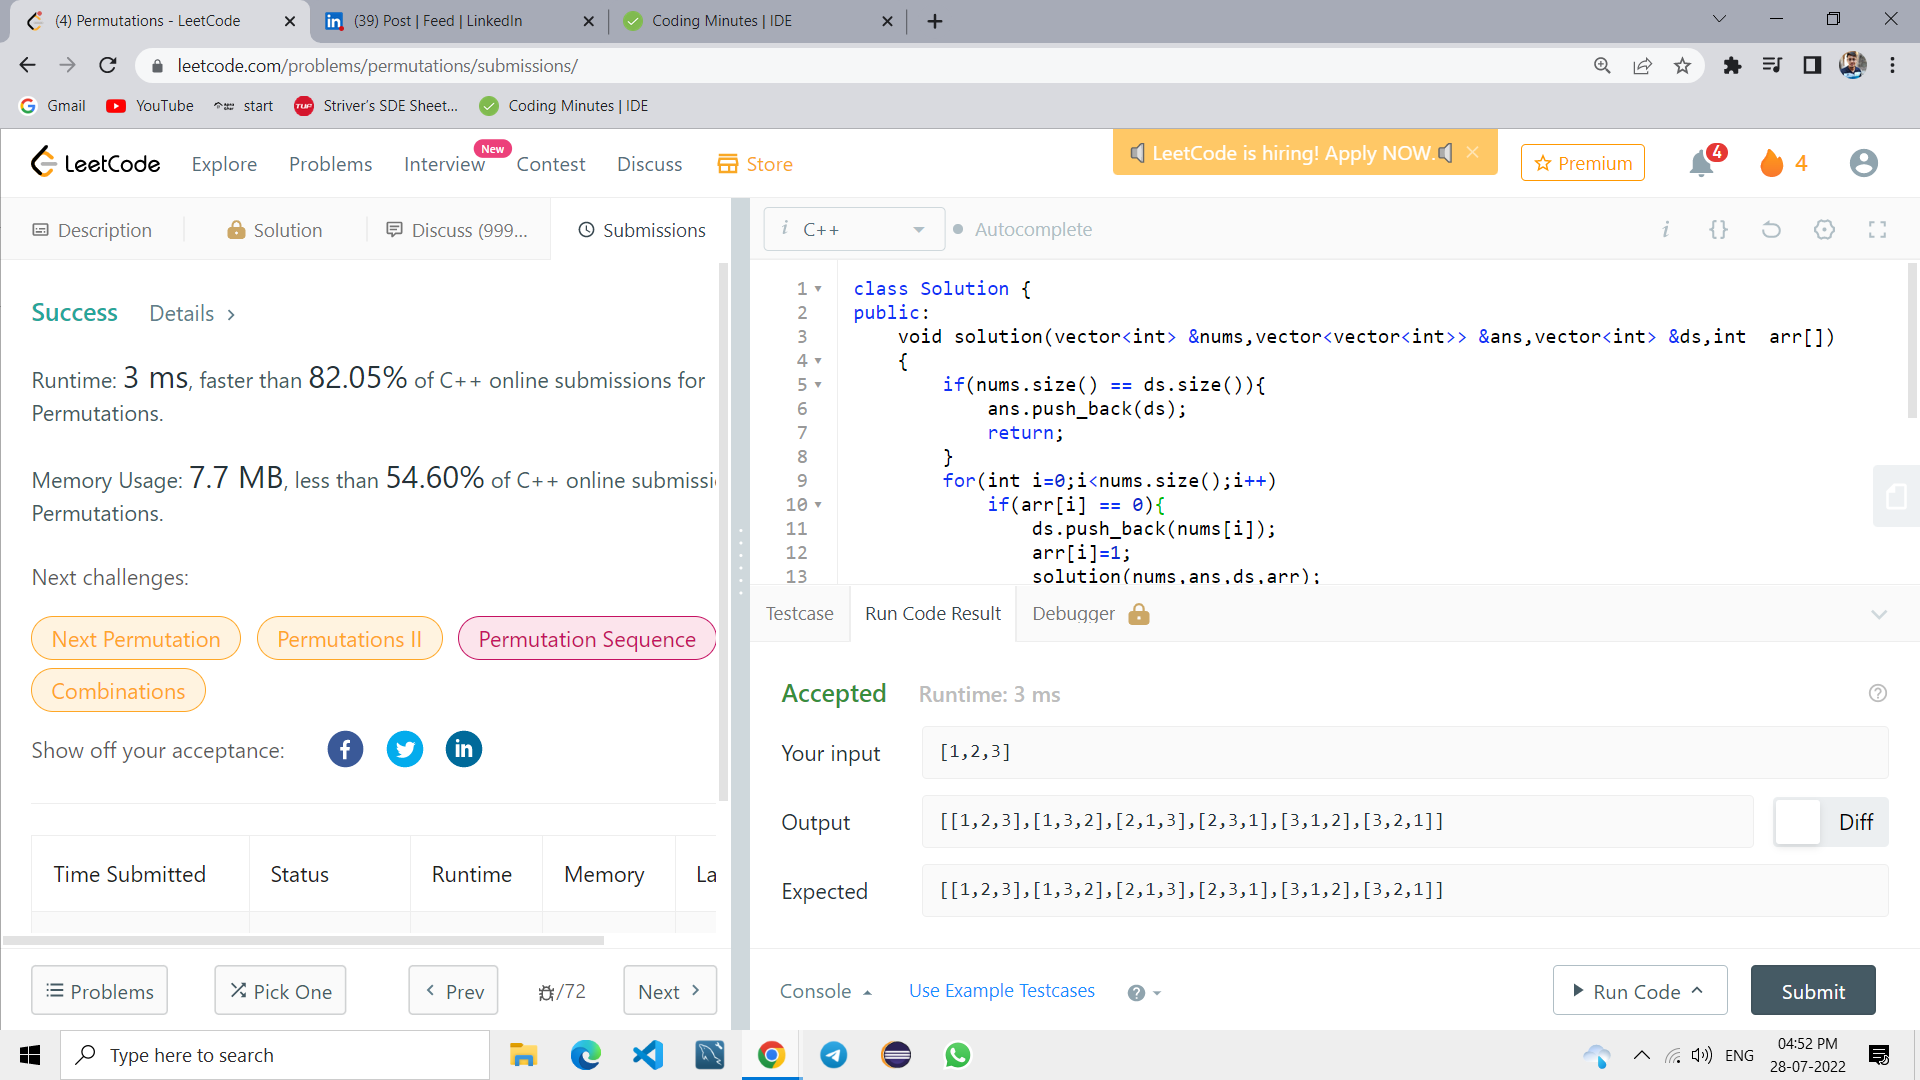 (4) Permutations - LeetCode
(39) Post | Feed | LinkedIn
Coding Minutes | IDE
leetcode.com/problems/permutations/submissions/
Gmail
YouTube
start
Striver's SDE Sheet...
Coding Minutes | IDE
LeetCode
Explore
Problems
Interview
New
Contest
Discuss
Store
LeetCode is hiring! Apply NOW.
Premium
4
4
Description
Solution
Discuss (999...
Submissions
Success
Details >
Runtime: 3 ms, faster than 82.05% of C++ online submissions for
Permutations.
Memory Usage: 7.7 MB, less than 54.60% of C++ online submissi
Permutations.
Next challenges:
Next Permutation
Permutations II
Permutation Sequence
Combinations
Show off your acceptance:
Time Submitted
Status
Runtime
Memory
La
Problems
Pick One
Prev
/72
Next
i C++
Autocomplete
i {}
1 class Solution {
2 public:
3 void solution(vector<int> &nums,vector<vector<int>> &ans,vector<int> &ds,int  arr[])
4 {
5 if(nums.size() == ds.size()){
6 ans.push_back(ds);
7 return;
8 }
9 for(int i=0;i<nums.size();i++)
10 if(arr[i] == 0){
11 ds.push_back(nums[i]);
12 arr[i]=1;
13 solution(nums,ans,ds,arr);
Testcase
Run Code Result
Debugger
Accepted
Runtime: 3 ms
Your input
[1,2,3]
Output
[[1,2,3],[1,3,2],[2,1,3],[2,3,1],[3,1,2],[3,2,1]]
Diff
Expected
[[1,2,3],[1,3,2],[2,1,3],[2,3,1],[3,1,2],[3,2,1]]
Console
Use Example Testcases
Run Code
Submit
Type here to search
ENG
04:52 PM
28-07-2022